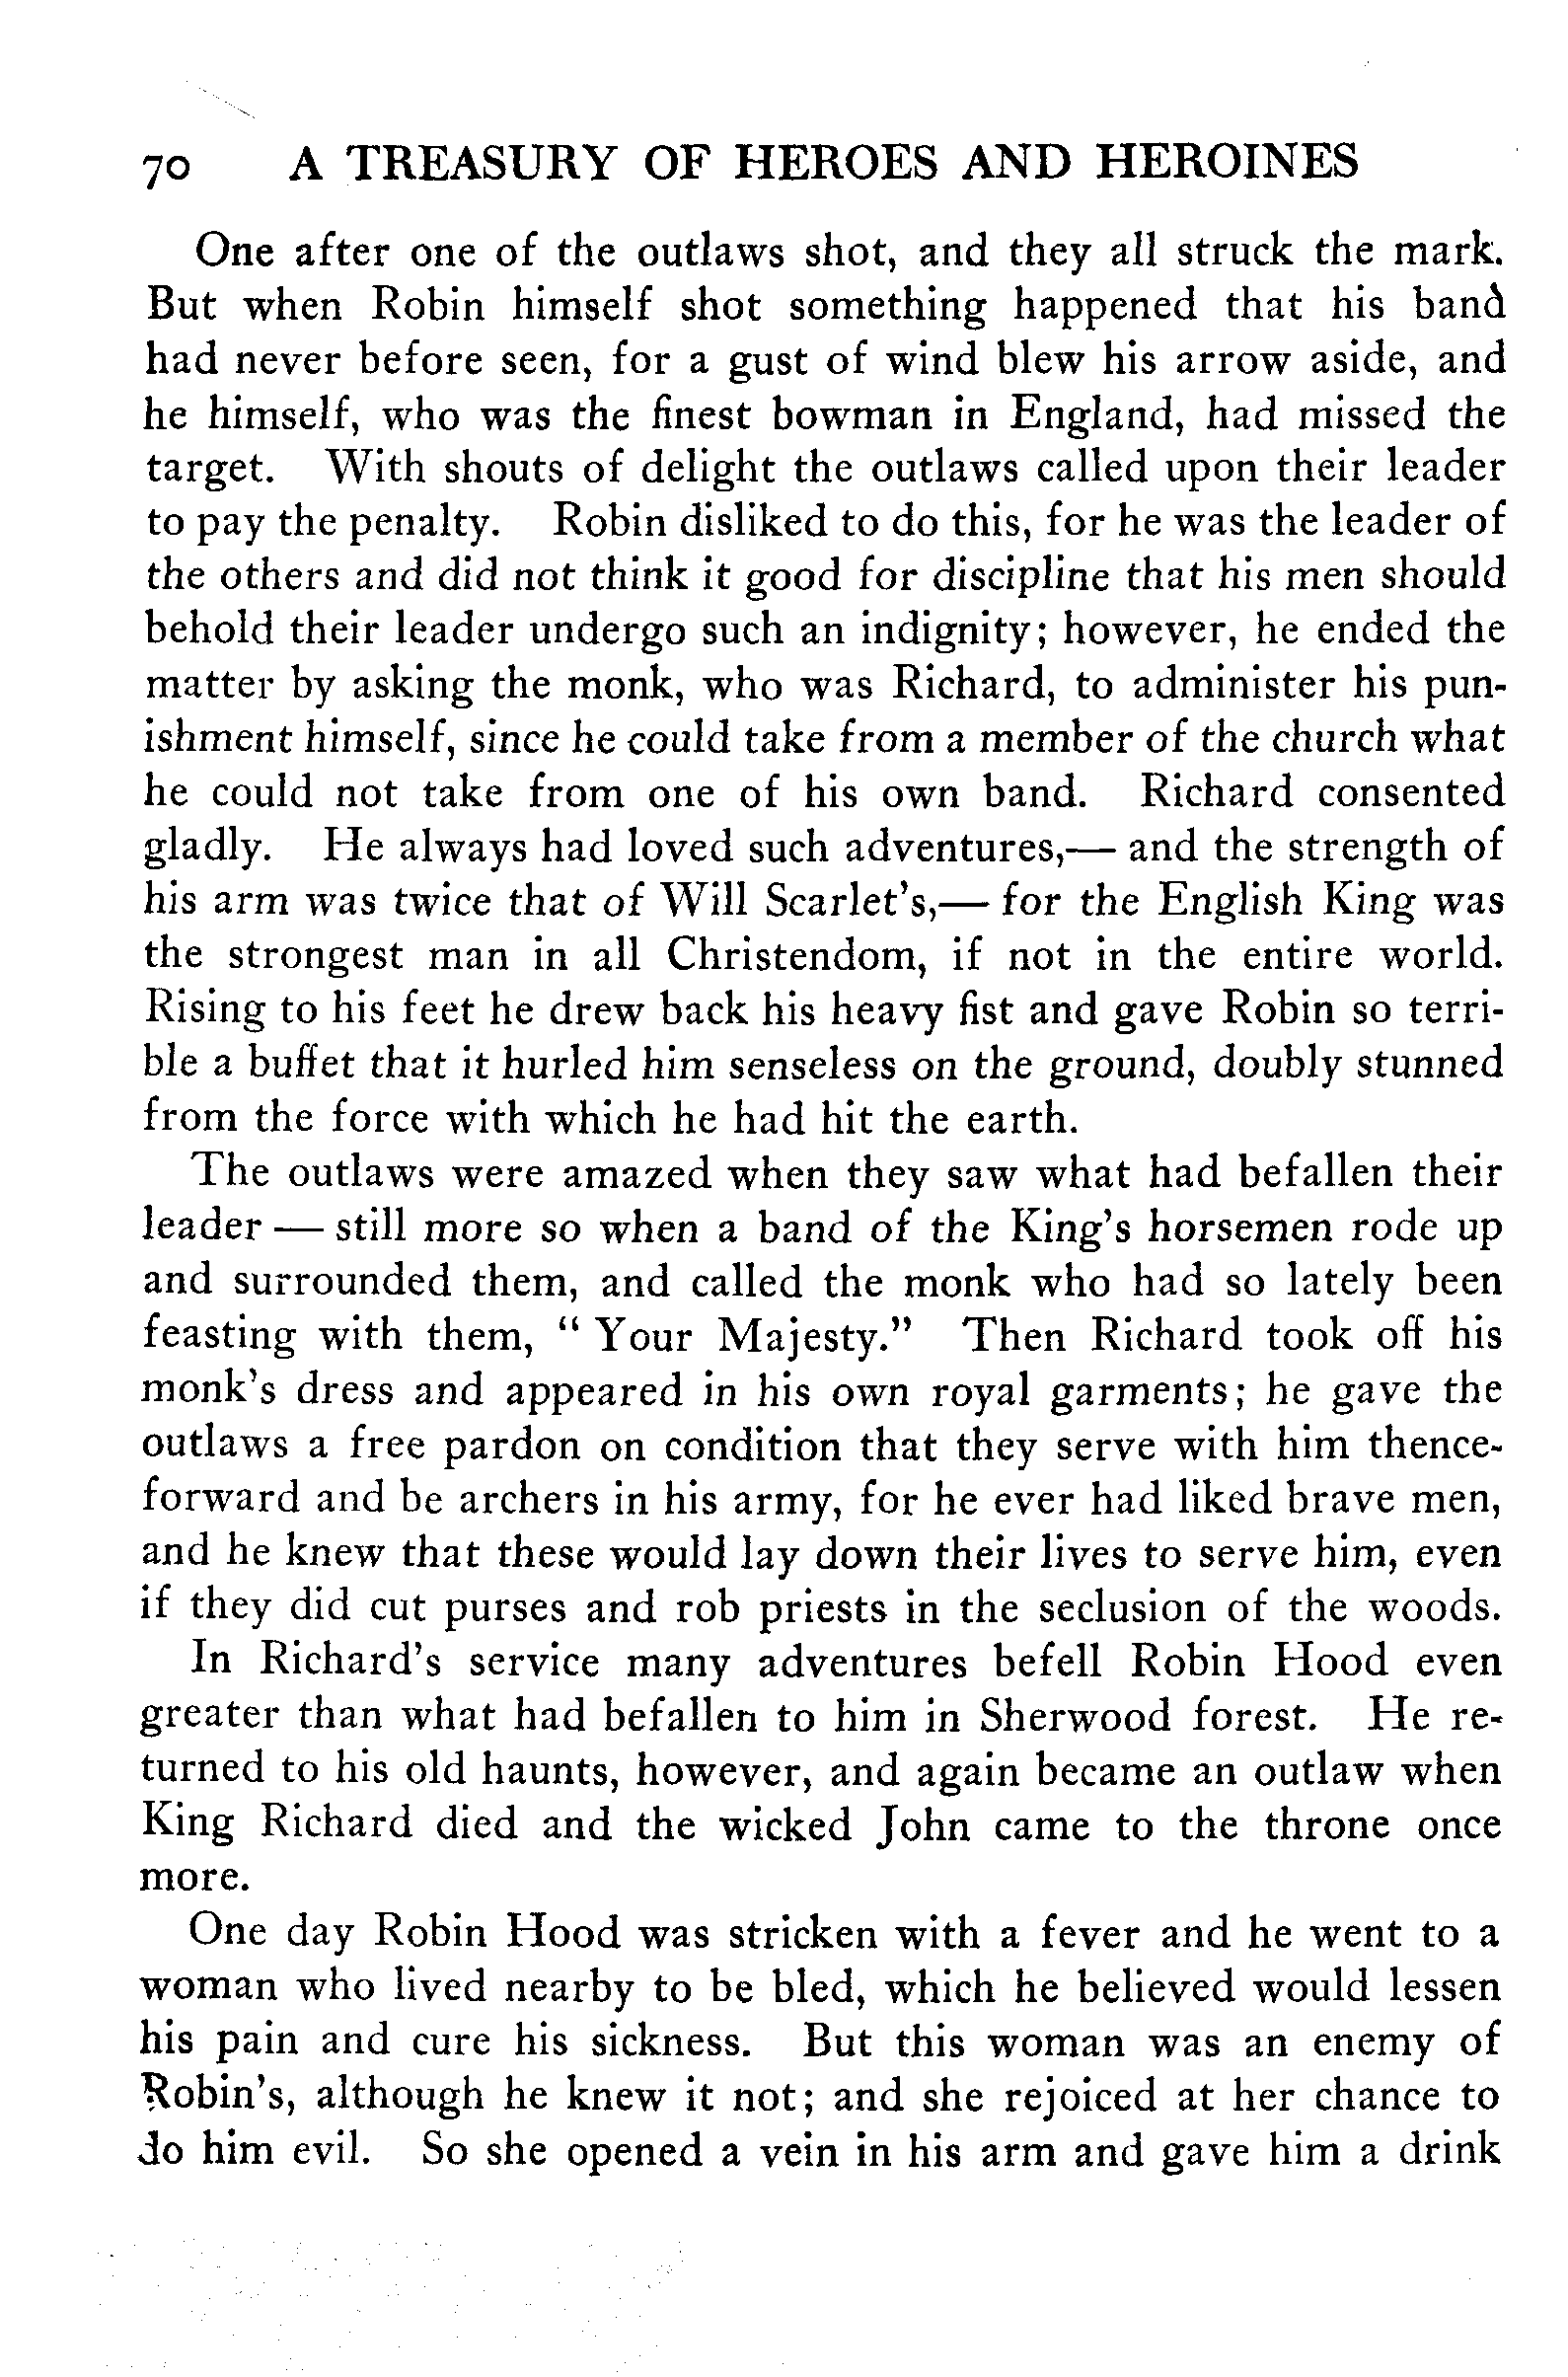 70 A TREASURY OF HEROES AND HEROINES
One after one of the outlaws shot, and they all struck the mark.
But when Robin himself shot something happened that his band
had never before seen, for a gust of wind blew his arrow aside, and
he himself, who was the finest bowman in England, had missed the
target. With shouts of delight the outlaws called upon their leader
to pay the penalty. Robin disliked to do this, for he was the leader of
the others and did not think it good for discipline that his men should
behold their leader undergo such an indignity; however, he ended the
matter by asking the monk, who was Richard, to administer his pun-
ishment himself, since he could take from a member of the church what
he could not take from one of his own band. Richard consented
gladly. He always had loved such adventures,— and the strength of
his arm was twice that of Will Scarlet's,— for the English King was
the strongest man in all Christendom, if not in the entire world.
Rising to his feet he drew back his heavy fist and gave Robin so terri-
ble a buffet that it hurled him senseless on the ground, doubly stunned
from the force with which he had hit the earth.
The outlaws were amazed when they saw what had befallen their
leader — still more so when a band of the King's horsemen rode up
and surrounded them, and called the monk who had so lately been
feasting with them, " Your Majesty." Then Richard took off his
monk's dress and appeared in his own royal garments; he gave the
outlaws a free pardon on condition that they serve with him thence-
forward and be archers in his army, for he ever had liked brave men,
and he knew that these would lay down their lives to serve him, even
if they did cut purses and rob priests in the seclusion of the woods.
In Richard's service many adventures befell Robin Hood even
greater than what had befallen to him in Sherwood forest. He re-
turned to his old haunts, however, and again became an outlaw when
King Richard died and the wicked John came to the throne once
more.
One day Robin Hood was stricken with a fever and he went to a
woman who lived nearby to be bled, which he believed would lessen
his pain and cure his sickness. But this woman was an enemy of
Robin's, although he knew it not; and she rejoiced at her chance to
do him evil. So she opened a vein in his arm and gave him a drink